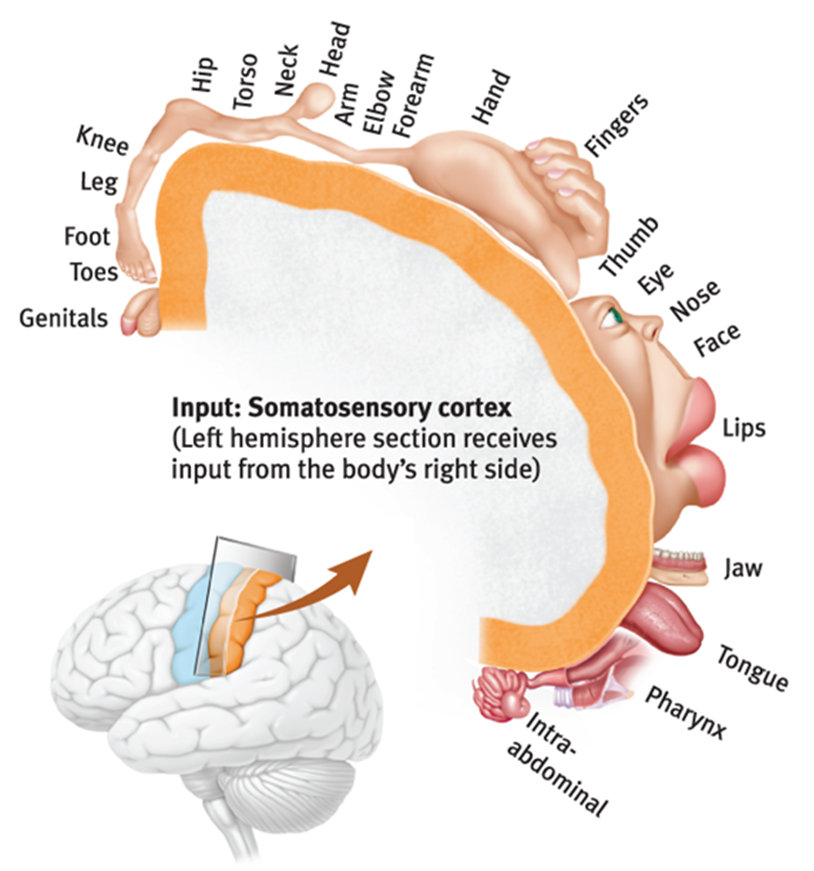 Genitals
Toes
Foot
Leg
Knee
Hip
Torso
Neck
Head
Arm
Elbow
Forearm
Hand
Fingers
Thumb
Eye
Nose
Face
Lips
Jaw
Tongue
Pharynx
Intra-
abdominal
Input: Somatosensory cortex
(Left hemisphere section receives
input from the body’s right side)